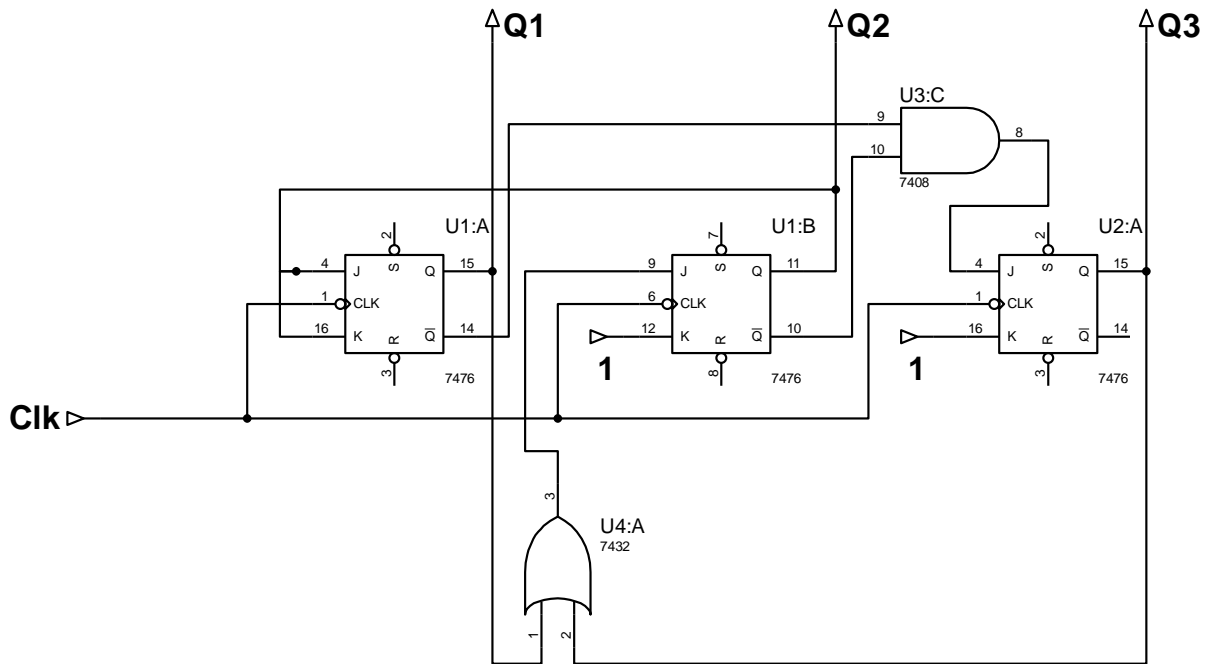 Q1
Q2
Q3
U3:C
9
8
10
7408
U1:A
U1:B
U2:A
2
7
2
4
J
S
Q
15
9
J
S
Q
11
4
J
S
Q
15
1
CLK
6
CLK
1
CLK
16
K
R
Q
14
12
K
R
Q
10
16
K
R
Q
14
1
1
3
7476
8
7476
3
7476
Clk
3
U4:A
7432
1
2